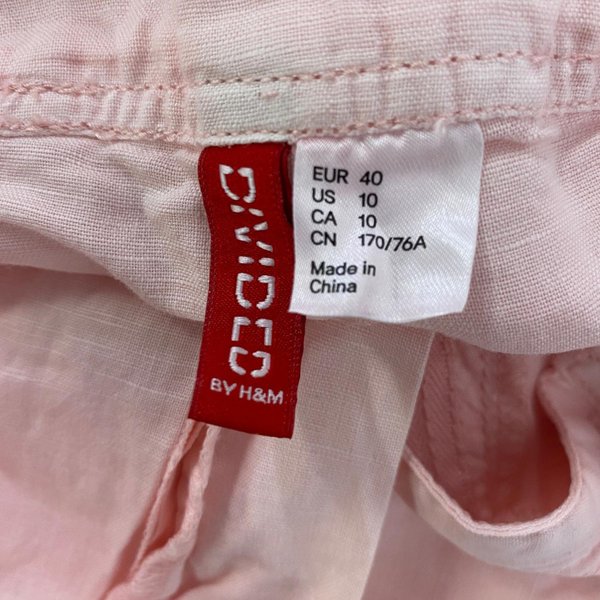 DIVIDED
BY H&M
EUR 40
US 10
CA 10
CN 170/76A
Made in
China